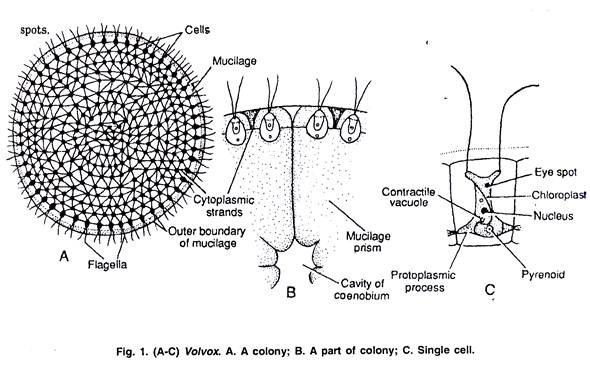 spots.
Cells
Mucilage
Cytoplasmic
strands
Outer boundary
of mucilage
Flagella
A
Mucilage
prism
Cavity of
coenobium
B
Eye spot
Chloroplast
Contractile
vacuole
Nucleus
Protoplasmic
process
Pyrenoid
C
Fig. 1. (A-C) Volvox. A. A colony; B. A part of colony; C. Single cell.